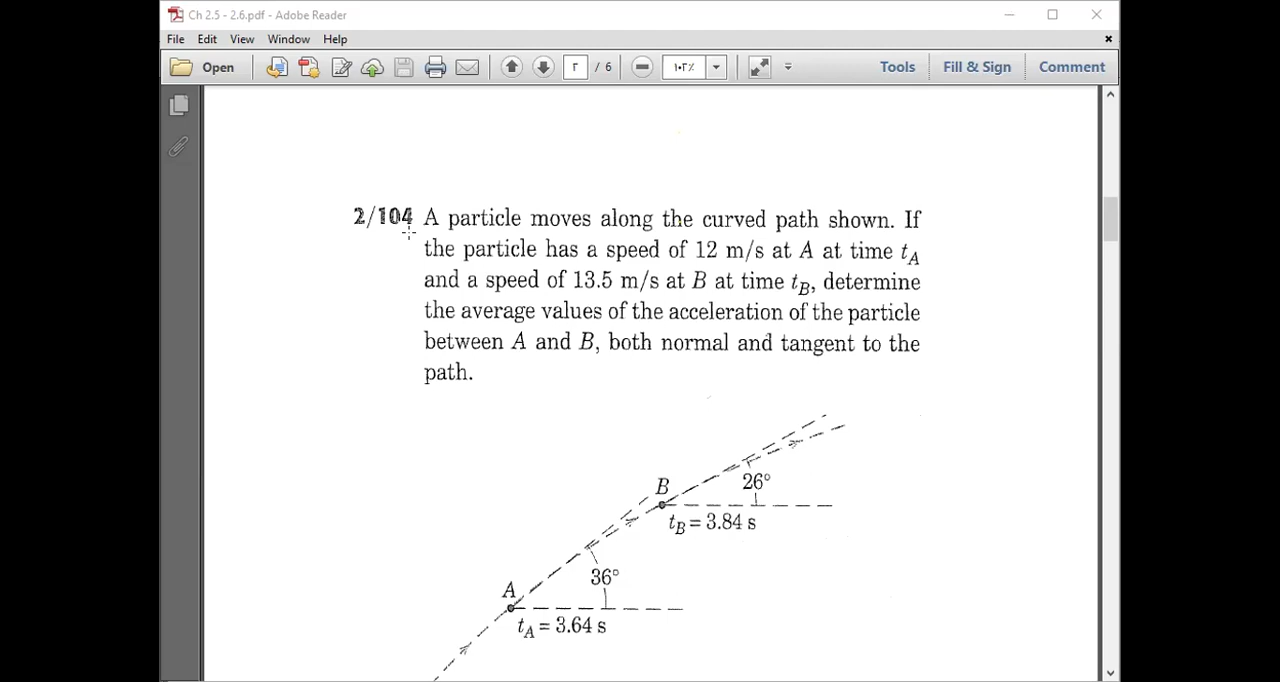 Ch 2.5 - 2.6.pdf - Adobe Reader
File Edit View Window Help
Open ٢ / 6 ١٠٢٪ Tools Fill & Sign Comment
2/104 A particle moves along the curved path shown. If
the particle has a speed of 12 m/s at A at time tA
and a speed of 13.5 m/s at B at time tB, determine
the average values of the acceleration of the particle
between A and B, both normal and tangent to the
path.
B
26°
tB = 3.84 s
A
36°
tA = 3.64 s